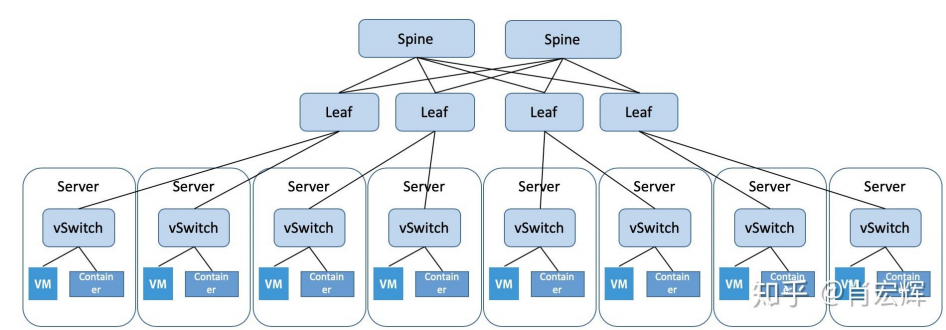 Spine Spine
Leaf Leaf Leaf Leaf
Server Server Server Server Server Server Server Server
vSwitch vSwitch vSwitch vSwitch vSwitch vSwitch vSwitch vSwitch
VM Contain VM Contain VM Contain VM Contain VM Contain VM Contain VM Contain VM Contain
er er er er er er er er
知乎 @肖宏辉